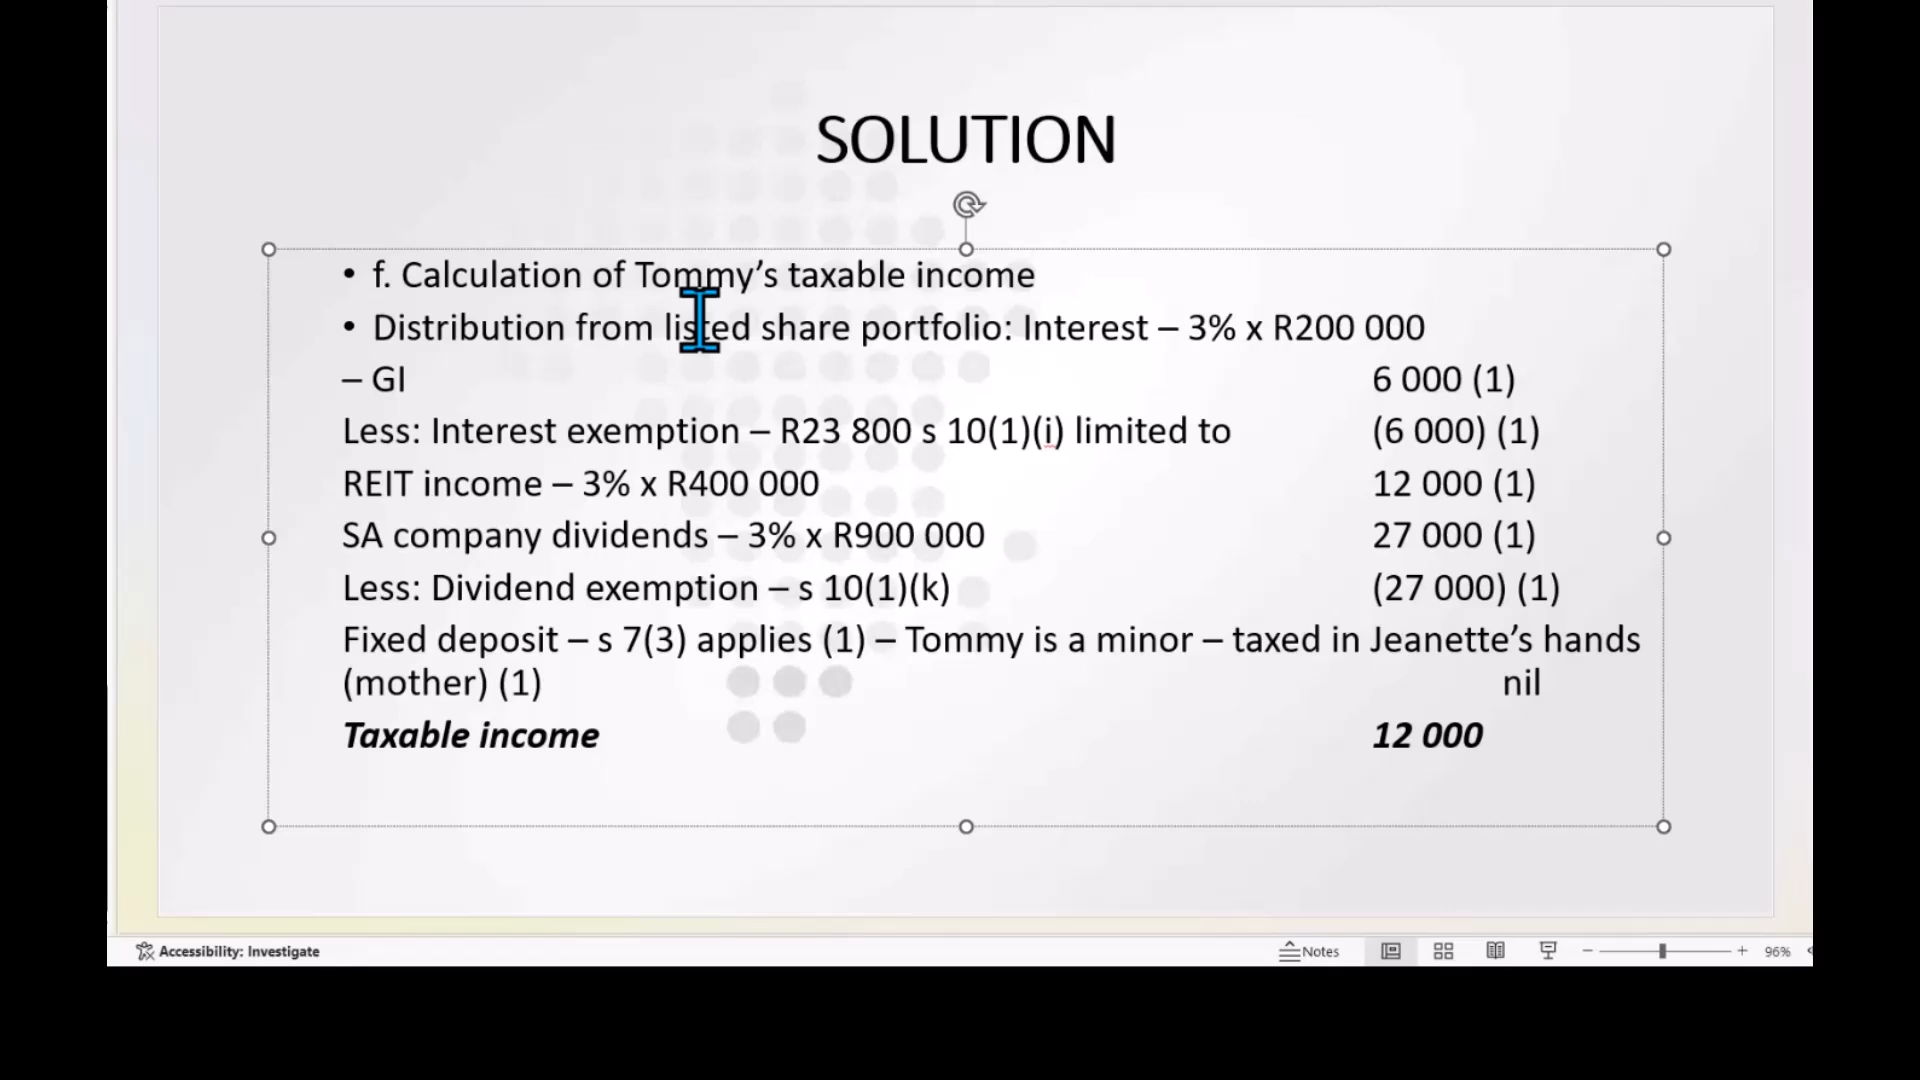 SOLUTION
• f. Calculation of Tommy’s taxable income
• Distribution from listed share portfolio: Interest – 3% x R200 000
– GI 6 000 (1)
Less: Interest exemption – R23 800 s 10(1)(i) limited to (6 000) (1)
REIT income – 3% x R400 000 12 000 (1)
SA company dividends – 3% x R900 000 27 000 (1)
Less: Dividend exemption – s 10(1)(k) (27 000) (1)
Fixed deposit – s 7(3) applies (1) – Tommy is a minor – taxed in Jeanette’s hands
(mother) (1) nil
Taxable income 12 000
Accessibility: Investigate Notes 96%